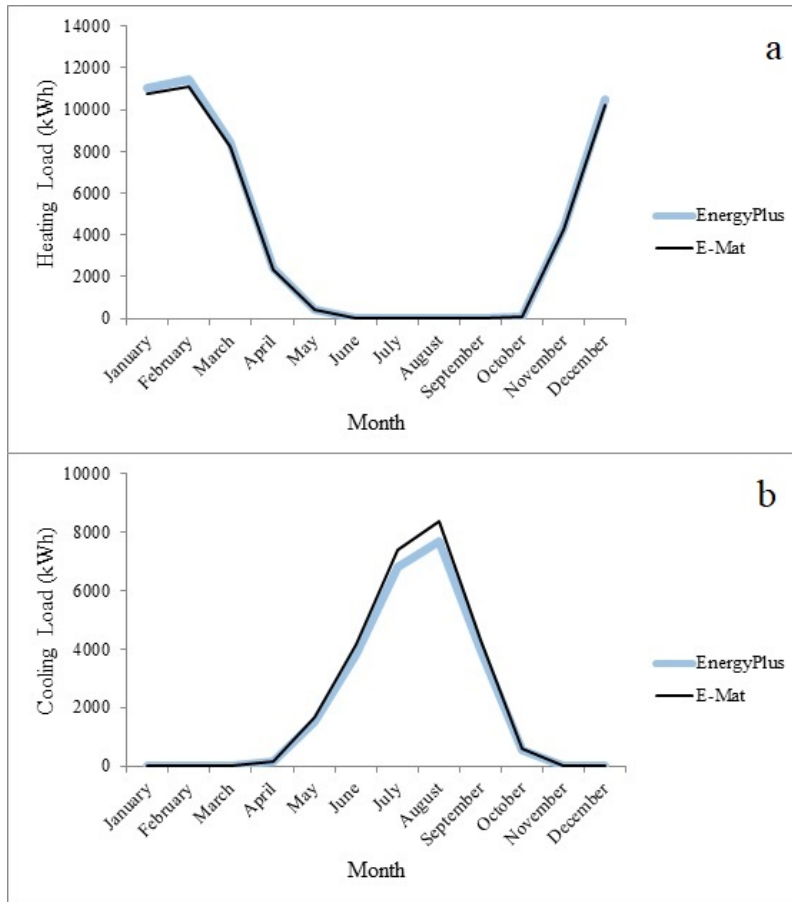 a
14000
12000
10000
8000
6000
4000
2000
0
Heating Load (kWh)
January
February
March
April
May
June
July
August
September
October
November
December
Month
EnergyPlus
E-Mat
b
10000
8000
6000
4000
2000
0
Cooling Load (kWh)
January
February
March
April
May
June
July
August
September
October
November
December
Month
EnergyPlus
E-Mat